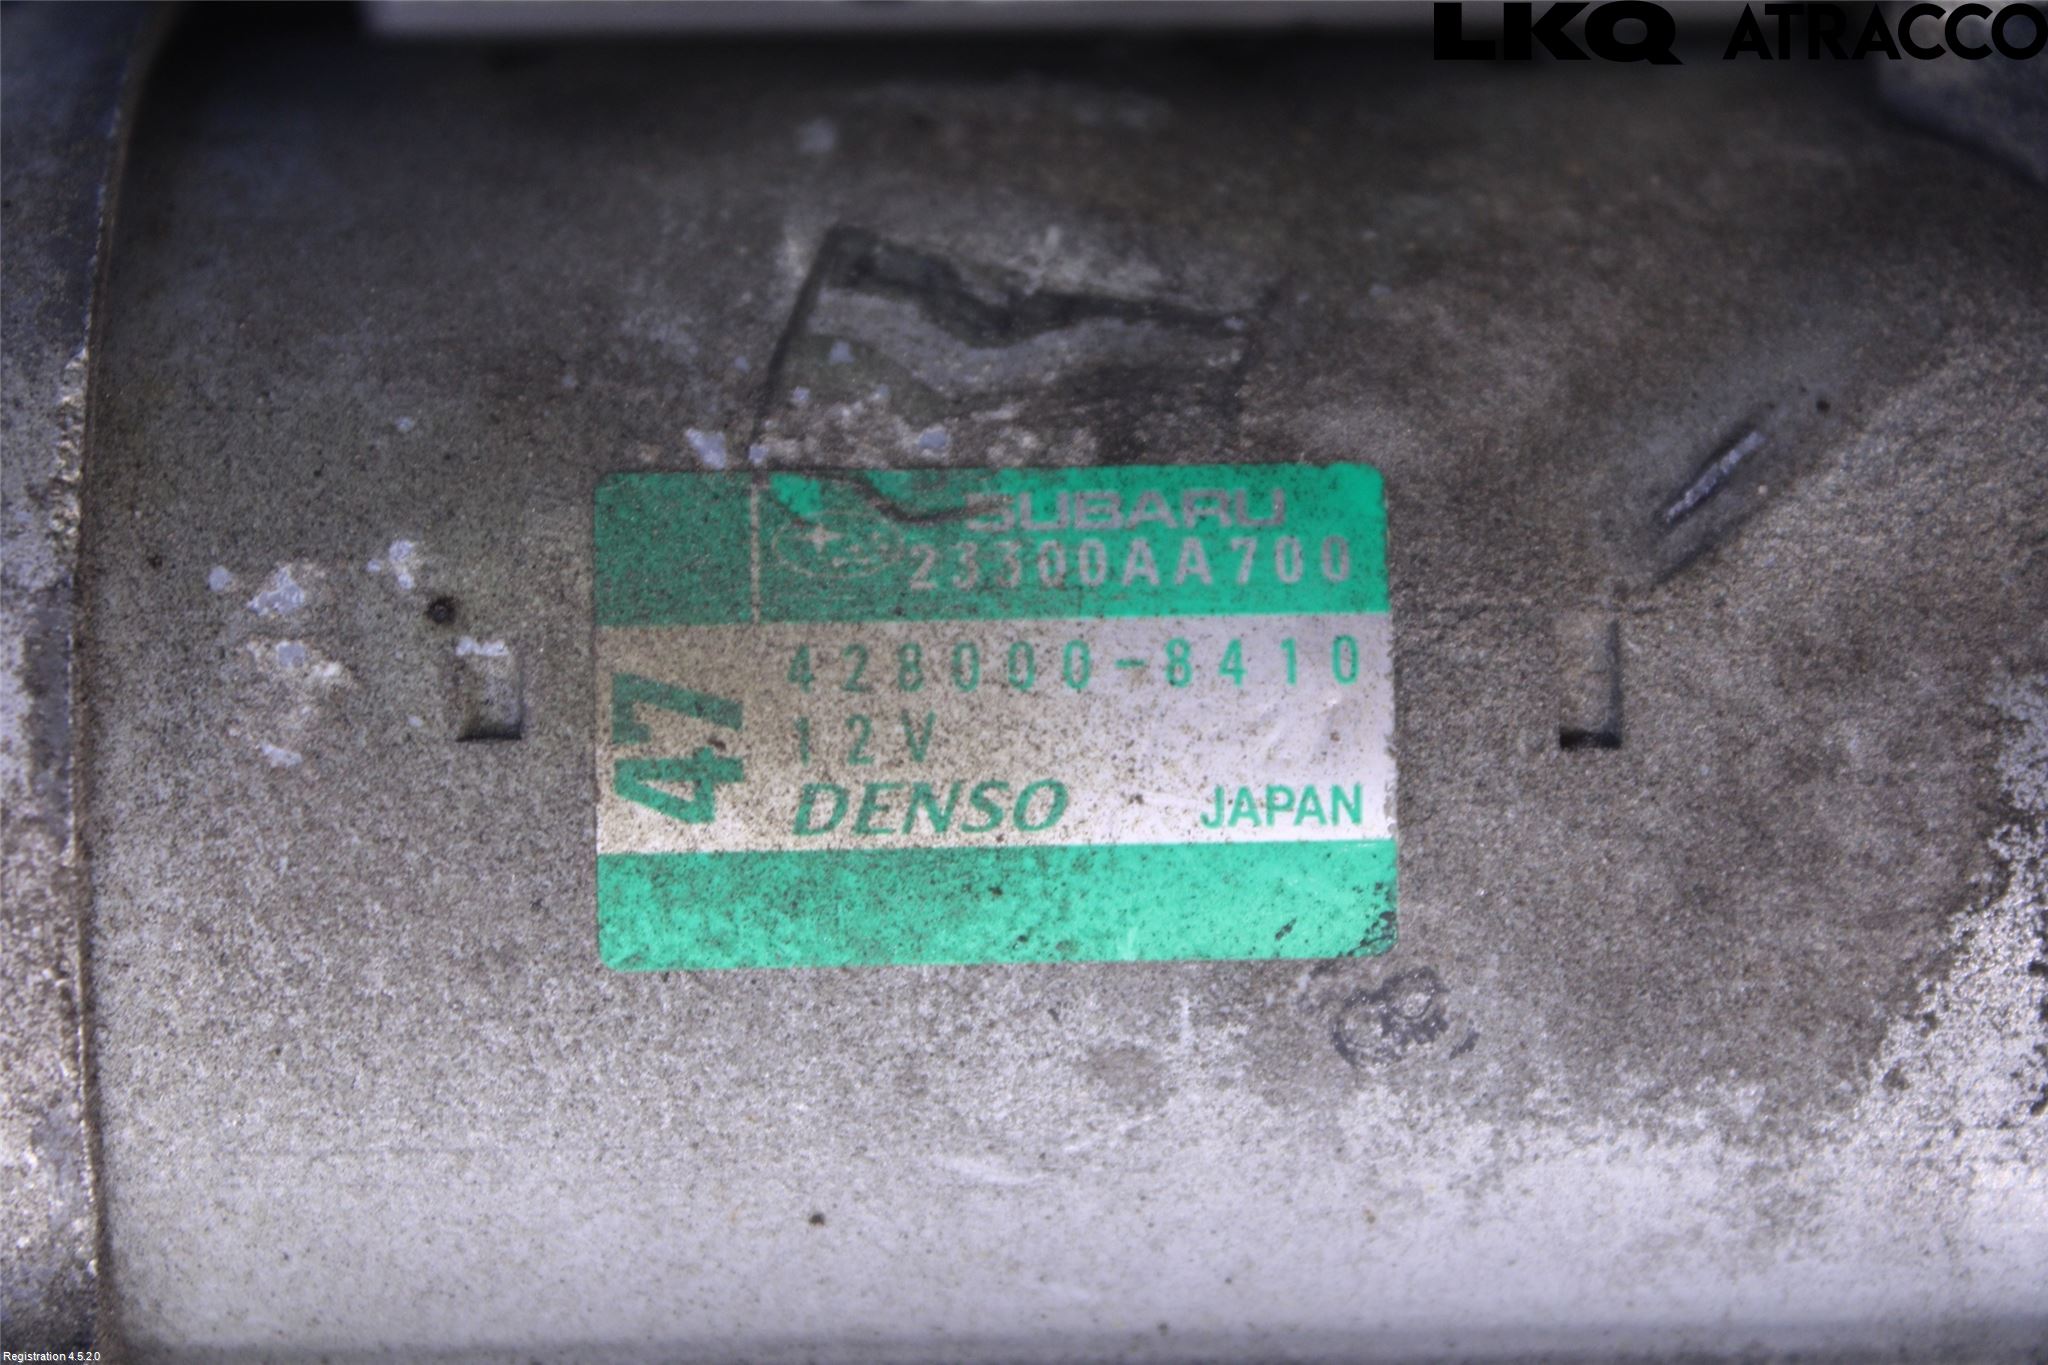 LKQ ATRACCO
SUBARU
23300AA700
428000-8410
12V
47
DENSO JAPAN
Registration 4.5.2.0